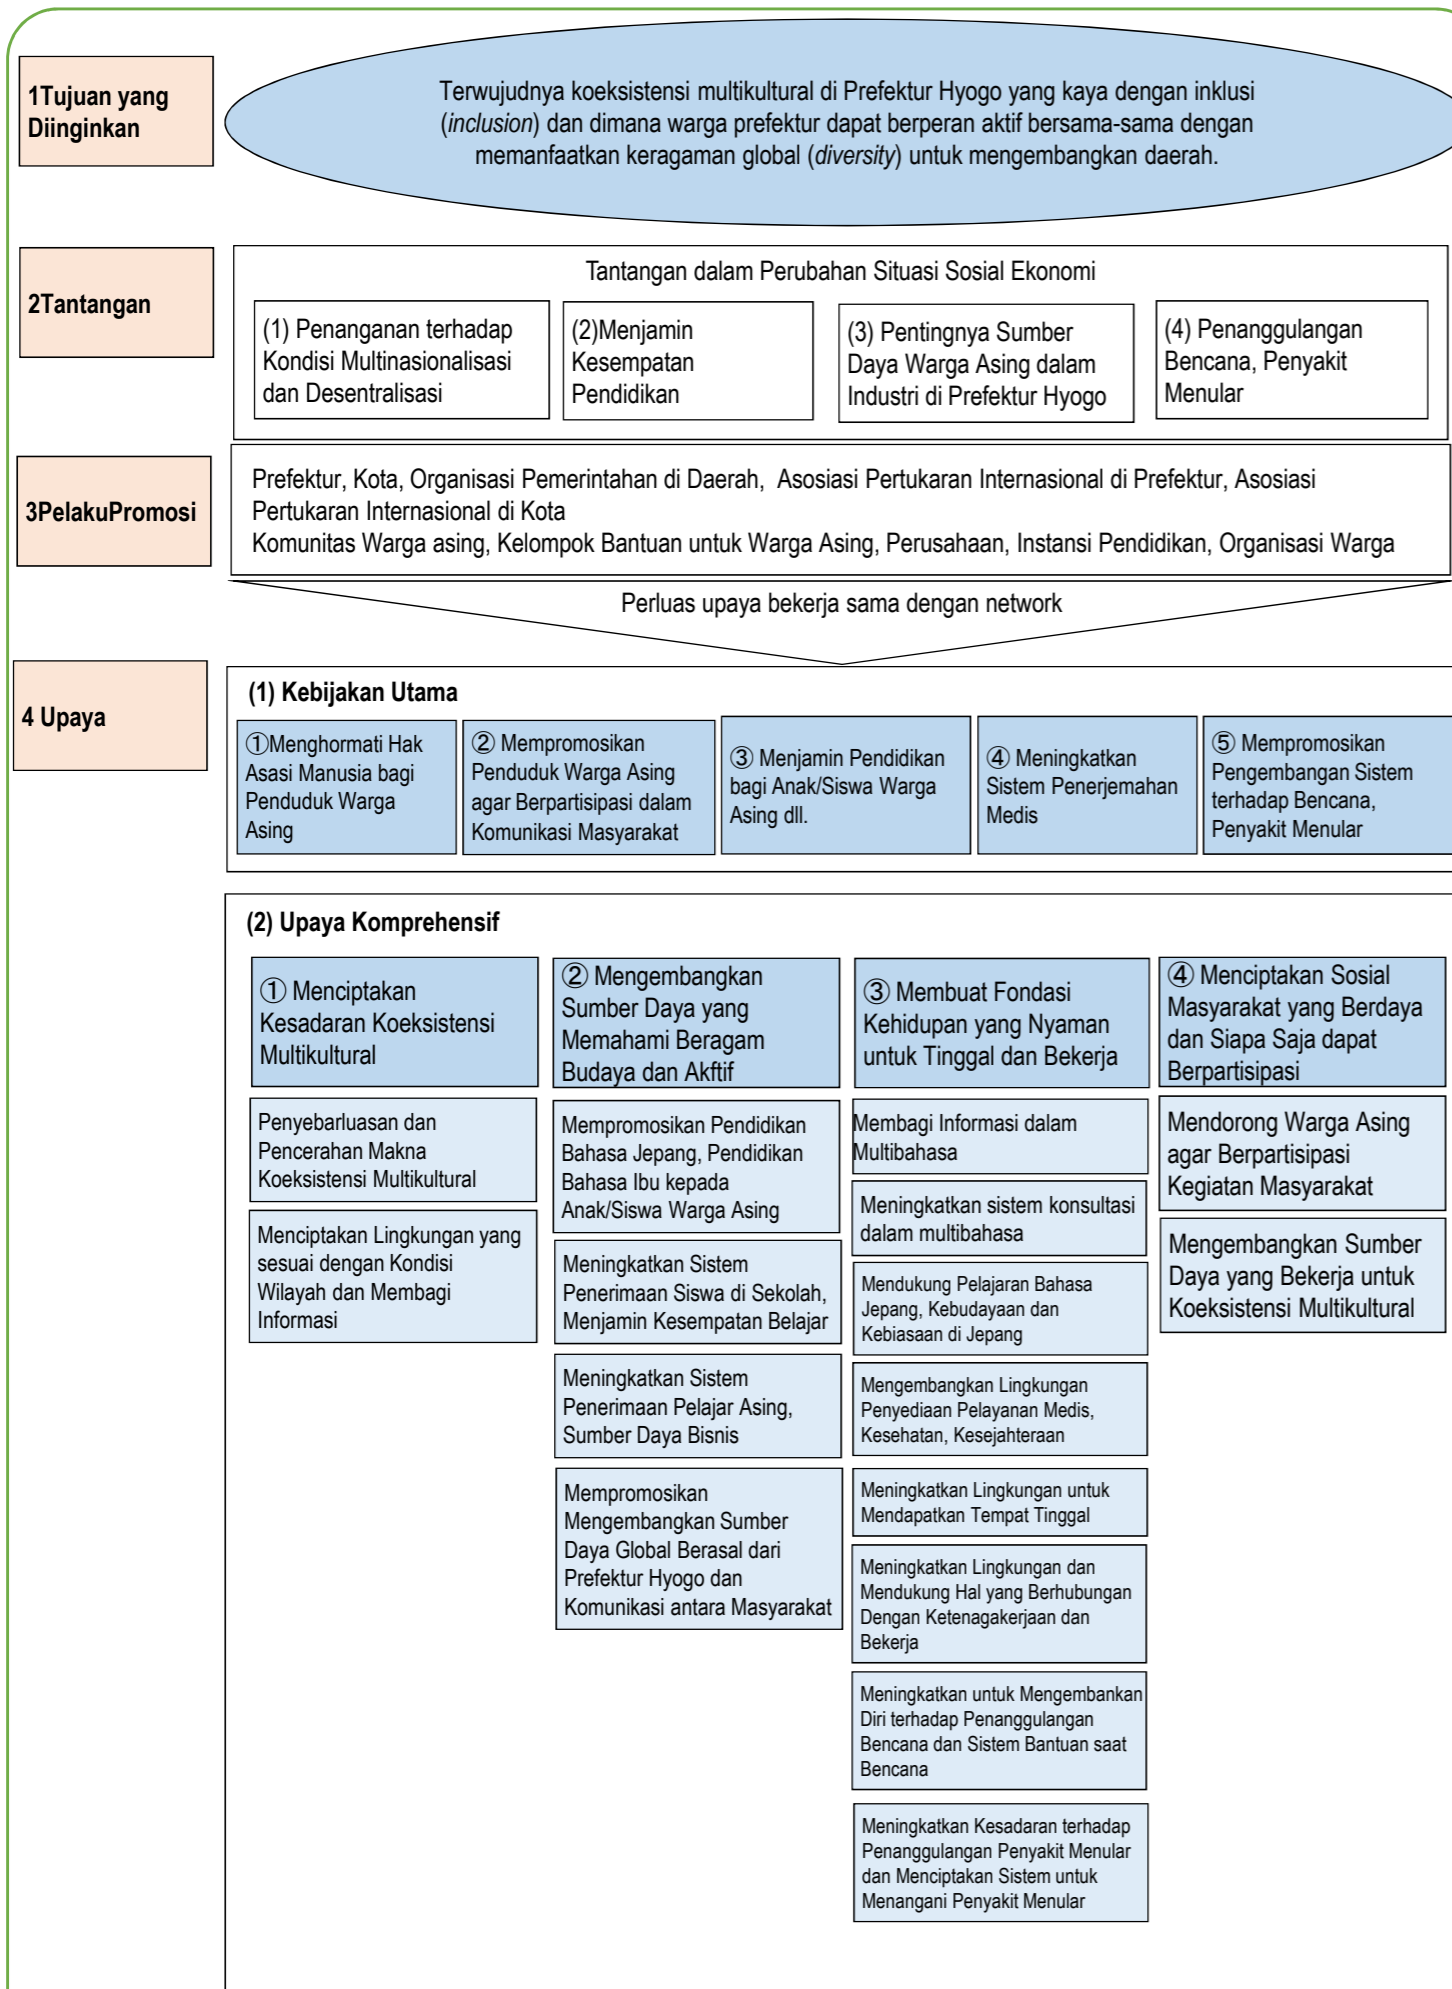 1Tujuan yang
Diinginkan
Terwujudnya koeksistensi multikultural di Prefektur Hyogo yang kaya dengan inklusi
(inclusion) dan dimana warga prefektur dapat berperan aktif bersama-sama dengan
memanfaatkan keragaman global (diversity) untuk mengembangkan daerah.
2Tantangan
Tantangan dalam Perubahan Situasi Sosial Ekonomi
(1) Penanganan terhadap
Kondisi Multinasionalisasi
dan Desentralisasi
(2)Menjamin
Kesempatan
Pendidikan
(3) Pentingnya Sumber
Daya Warga Asing dalam
Industri di Prefektur Hyogo
(4) Penanggulangan
Bencana, Penyakit
Menular
3PelakuPromosi
Prefektur, Kota, Organisasi Pemerintahan di Daerah, Asosiasi Pertukaran Internasional di Prefektur, Asosiasi
Pertukaran Internasional di Kota
Komunitas Warga asing, Kelompok Bantuan untuk Warga Asing, Perusahaan, Instansi Pendidikan, Organisasi Warga
Perluas upaya bekerja sama dengan network
4 Upaya
(1) Kebijakan Utama
①Menghormati Hak
Asasi Manusia bagi
Penduduk Warga
Asing
② Mempromosikan
Penduduk Warga Asing
agar Berpartisipasi dalam
Komunikasi Masyarakat
③ Menjamin Pendidikan
bagi Anak/Siswa Warga
Asing dll.
④ Meningkatkan
Sistem Penerjemahan
Medis
⑤ Mempromosikan
Pengembangan Sistem
terhadap Bencana,
Penyakit Menular
(2) Upaya Komprehensif
① Menciptakan
Kesadaran Koeksistensi
Multikultural
Penyebarluasan dan
Pencerahan Makna
Koeksistensi Multikultural
Menciptakan Lingkungan yang
sesuai dengan Kondisi
Wilayah dan Membagi
Informasi
② Mengembangkan
Sumber Daya yang
Memahami Beragam
Budaya dan Akftif
Mempromosikan Pendidikan
Bahasa Jepang, Pendidikan
Bahasa Ibu kepada
Anak/Siswa Warga Asing
Meningkatkan Sistem
Penerimaan Siswa di Sekolah,
Menjamin Kesempatan Belajar
Meningkatkan Sistem
Penerimaan Pelajar Asing,
Sumber Daya Bisnis
Mempromosikan
Mengembangkan Sumber
Daya Global Berasal dari
Prefektur Hyogo dan
Komunikasi antara Masyarakat
③ Membuat Fondasi
Kehidupan yang Nyaman
untuk Tinggal dan Bekerja
Membagi Informasi dalam
Multibahasa
Meningkatkan sistem konsultasi
dalam multibahasa
Mendukung Pelajaran Bahasa
Jepang, Kebudayaan dan
Kebiasaan di Jepang
Mengembangkan Lingkungan
Penyediaan Pelayanan Medis,
Kesehatan, Kesejahteraan
Meningkatkan Lingkungan untuk
Mendapatkan Tempat Tinggal
Meningkatkan Lingkungan dan
Mendukung Hal yang Berhubungan
Dengan Ketenagakerjaan dan
Bekerja
Meningkatkan untuk Mengembankan
Diri terhadap Penanggulangan
Bencana dan Sistem Bantuan saat
Bencana
Meningkatkan Kesadaran terhadap
Penanggulangan Penyakit Menular
dan Menciptakan Sistem untuk
Menangani Penyakit Menular
④ Menciptakan Sosial
Masyarakat yang Berdaya
dan Siapa Saja dapat
Berpartisipasi
Mendorong Warga Asing
agar Berpartisipasi
Kegiatan Masyarakat
Mengembangkan Sumber
Daya yang Bekerja untuk
Koeksistensi Multikultural